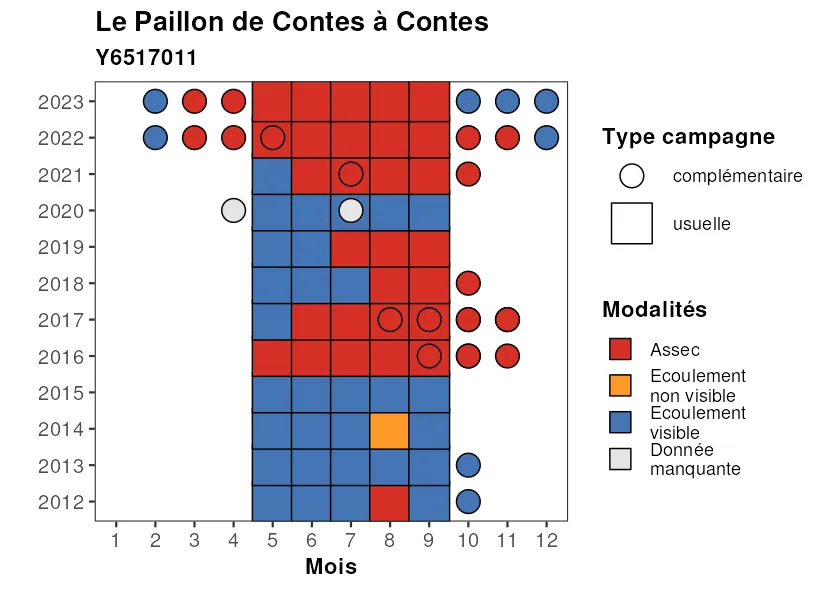 Le Paillon de Contes à Contes
Y6517011
2023
2022
2021
2020
2019
2018
2017
2016
2015
2014
2013
2012
1 2 3 4 5 6 7 8 9 10 11 12
Mois
Type campagne
complémentaire
usuelle
Modalités
Assec
Ecoulement
non visible
Ecoulement
visible
Donnée
manquante